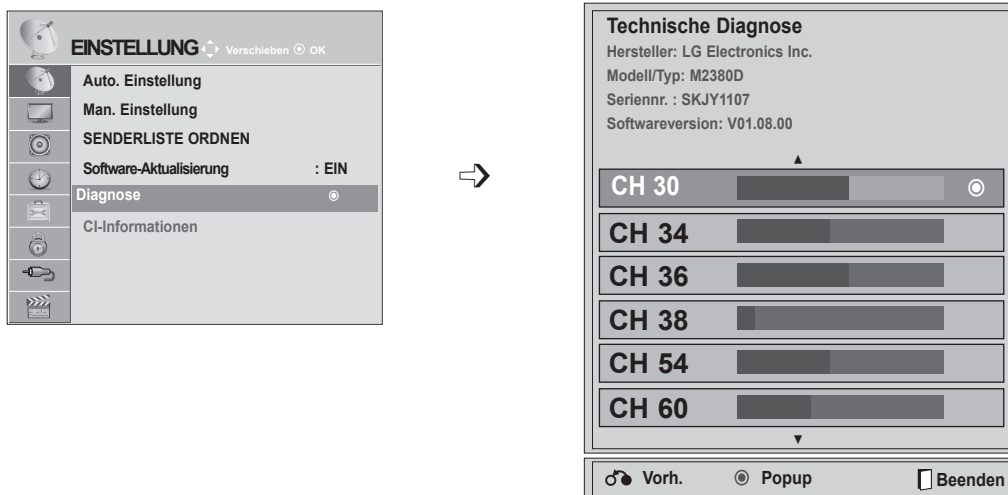 EINSTELLUNG Verschieben OK
Auto. Einstellung
Man. Einstellung
SENDERLISTE ORDNEN
Software-Aktualisierung : EIN
Diagnose
CI-Informationen
Technische Diagnose
Hersteller: LG Electronics Inc.
Modell/Typ: M2380D
Seriennr. : SKJY1107
Softwareversion: V01.08.00
CH 30
CH 34
CH 36
CH 38
CH 54
CH 60
Vorh. Popup Beenden